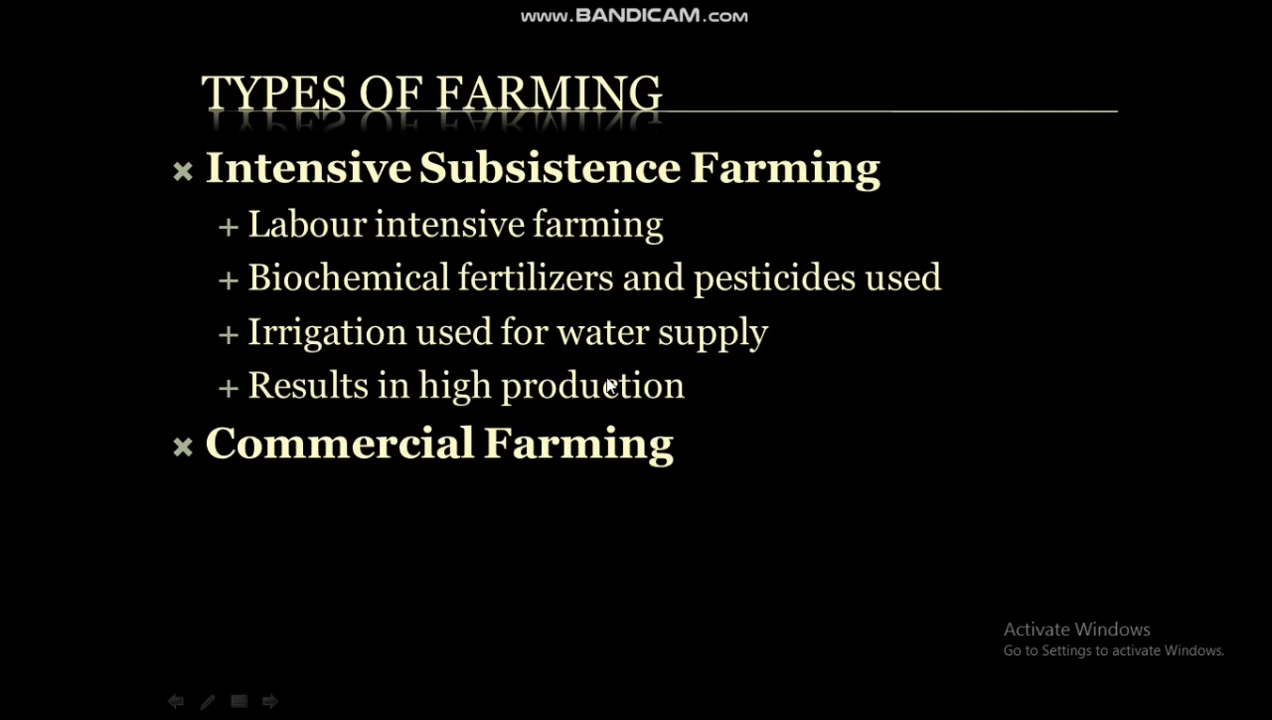 www.BANDICAM.com
TYPES OF FARMING
Intensive Subsistence Farming
Labour intensive farming
Biochemical fertilizers and pesticides used
Irrigation used for water supply
Results in high production
Commercial Farming
Activate Windows
Go to Settings to activate Windows.